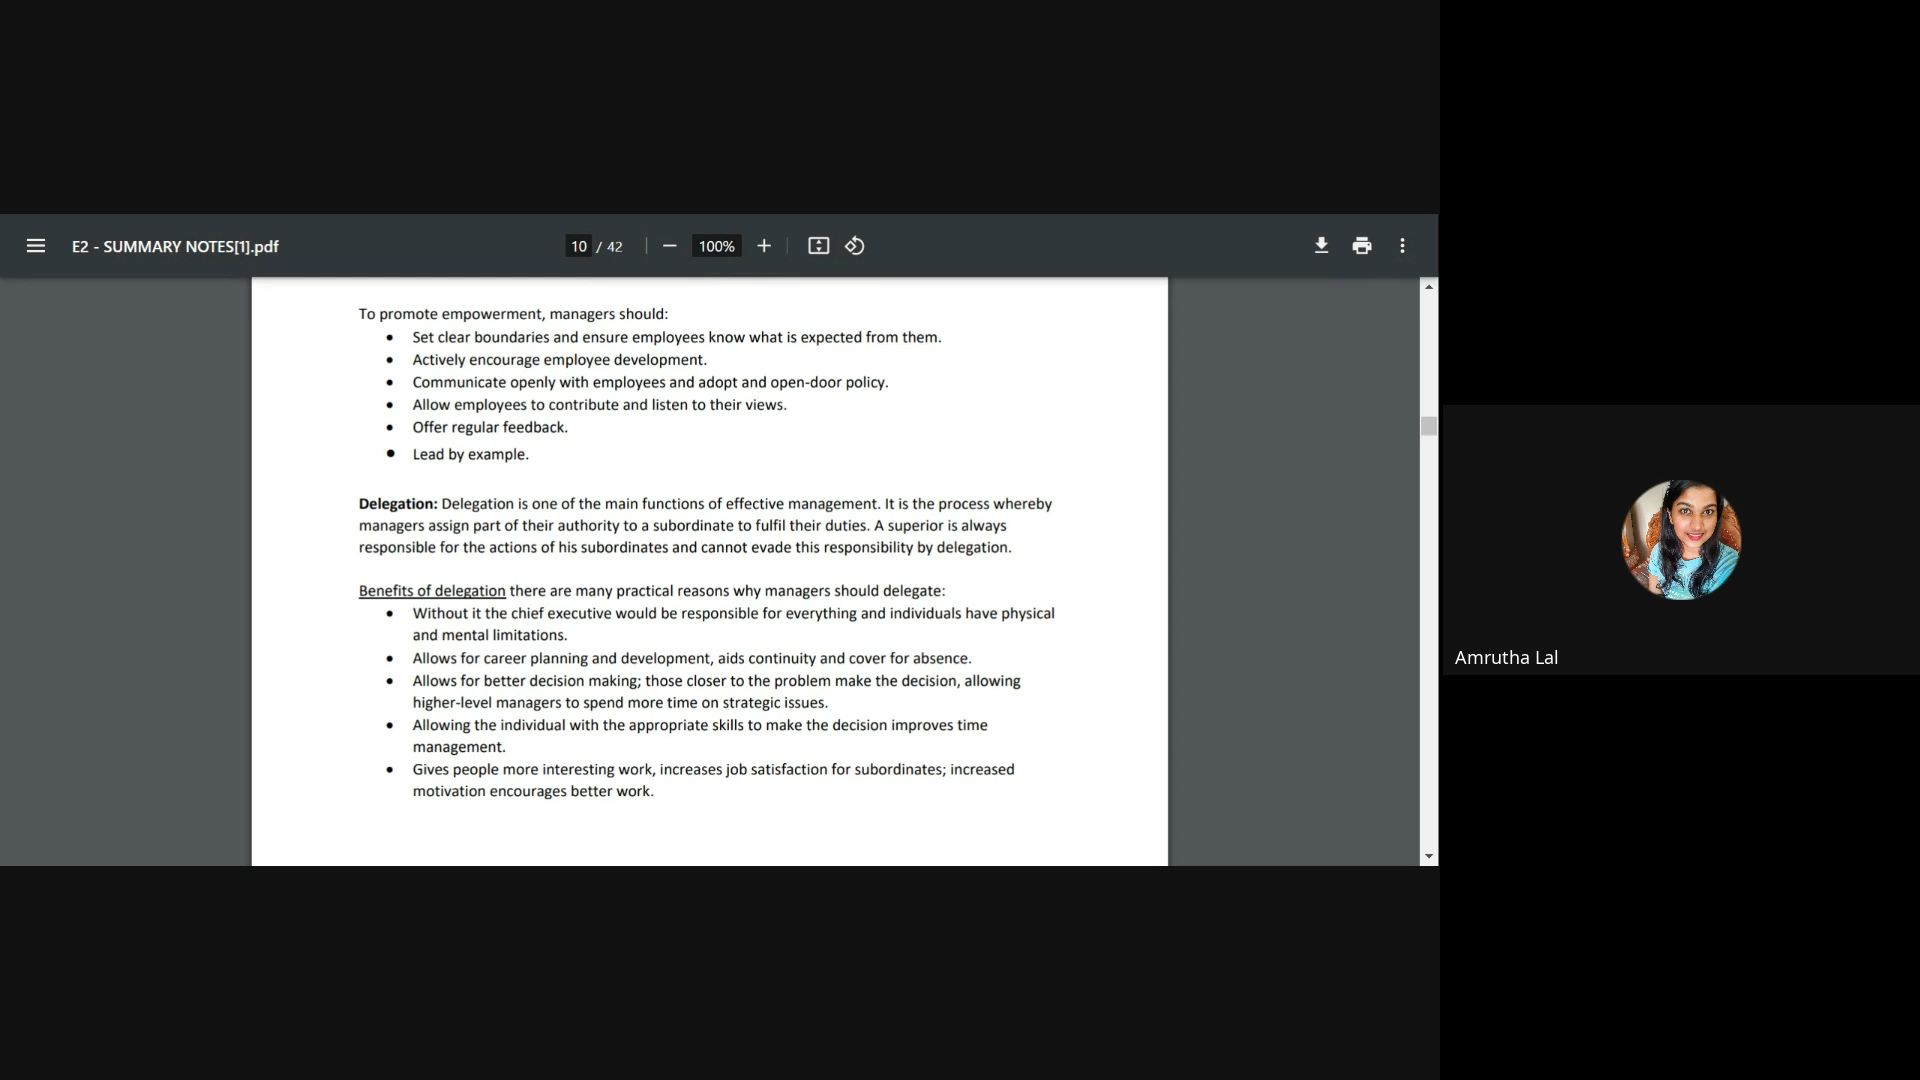 E2 - SUMMARY NOTES[1].pdf
10 / 42
100%
To promote empowerment, managers should:
• Set clear boundaries and ensure employees know what is expected from them.
• Actively encourage employee development.
• Communicate openly with employees and adopt and open-door policy.
• Allow employees to contribute and listen to their views.
• Offer regular feedback.
• Lead by example.
Delegation: Delegation is one of the main functions of effective management. It is the process whereby
managers assign part of their authority to a subordinate to fulfil their duties. A superior is always
responsible for the actions of his subordinates and cannot evade this responsibility by delegation.
Benefits of delegation there are many practical reasons why managers should delegate:
• Without it the chief executive would be responsible for everything and individuals have physical
and mental limitations.
• Allows for career planning and development, aids continuity and cover for absence.
• Allows for better decision making; those closer to the problem make the decision, allowing
higher-level managers to spend more time on strategic issues.
• Allowing the individual with the appropriate skills to make the decision improves time
management.
• Gives people more interesting work, increases job satisfaction for subordinates; increased
motivation encourages better work.
Amrutha Lal